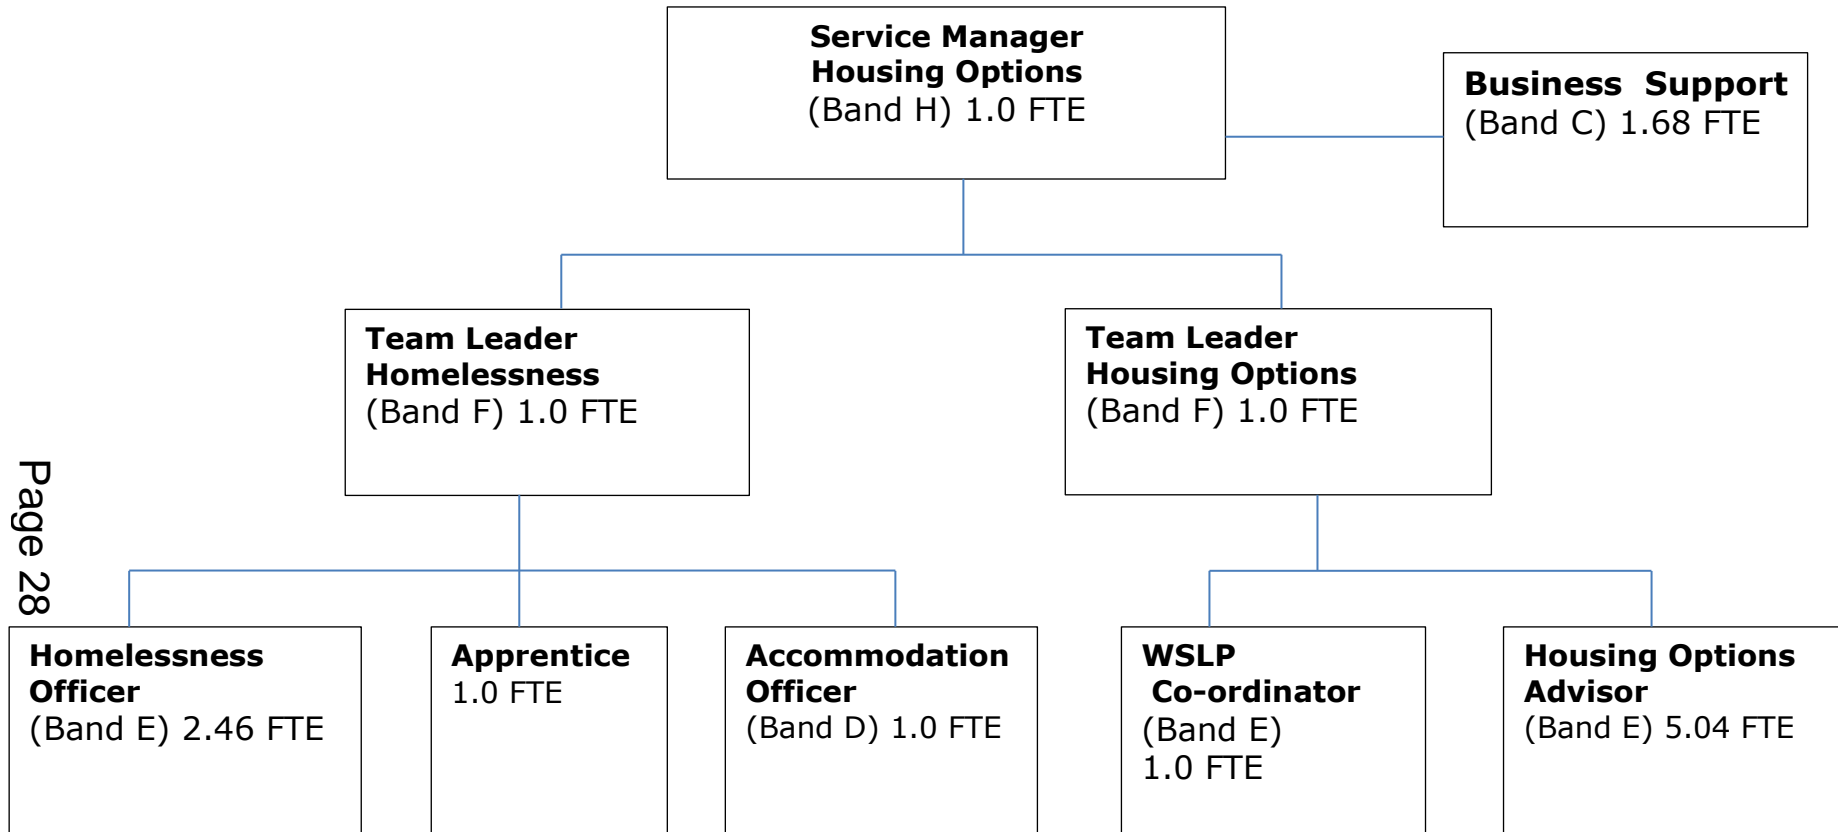 Service Manager
Housing Options
(Band H) 1.0 FTE
Business Support
(Band C) 1.68 FTE
Team Leader
Homelessness
(Band F) 1.0 FTE
Team Leader
Housing Options
(Band F) 1.0 FTE
Page 28
Homelessness
Officer
(Band E) 2.46 FTE
Apprentice
1.0 FTE
Accommodation
Officer
(Band D) 1.0 FTE
WSLP
Co-ordinator
(Band E)
1.0 FTE
Housing Options
Advisor
(Band E) 5.04 FTE